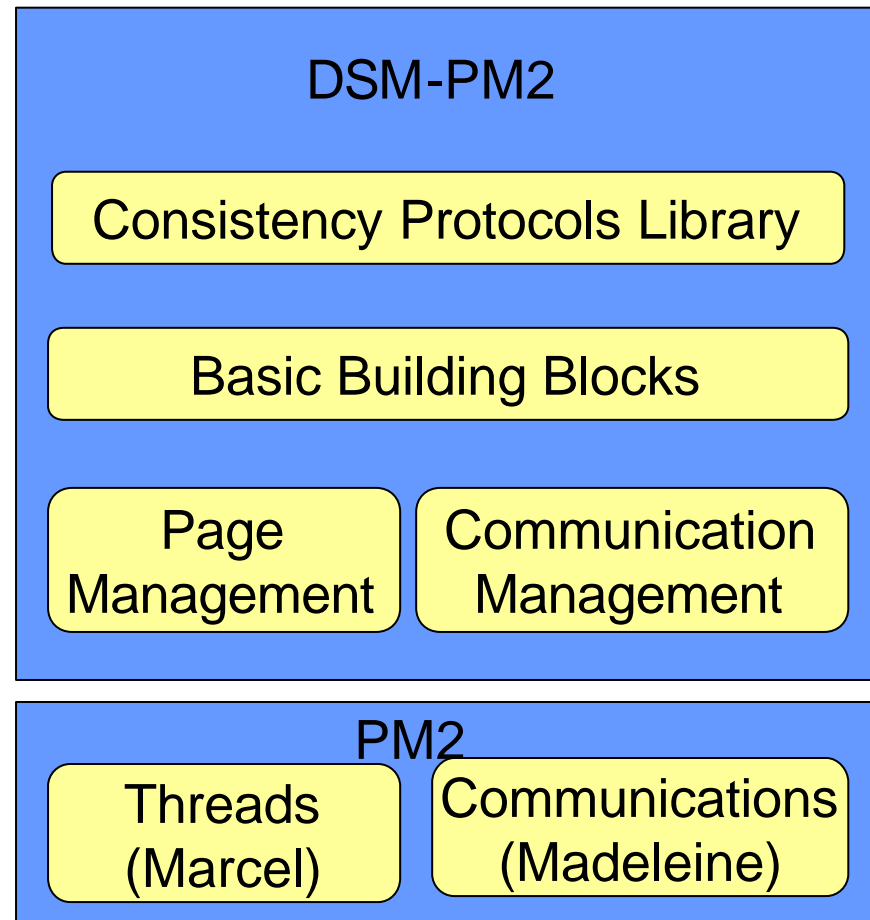 DSM-PM2
Consistency Protocols Library
Basic Building Blocks
Page
Management
Communication
Management
PM2
Threads
(Marcel)
Communications
(Madeleine)